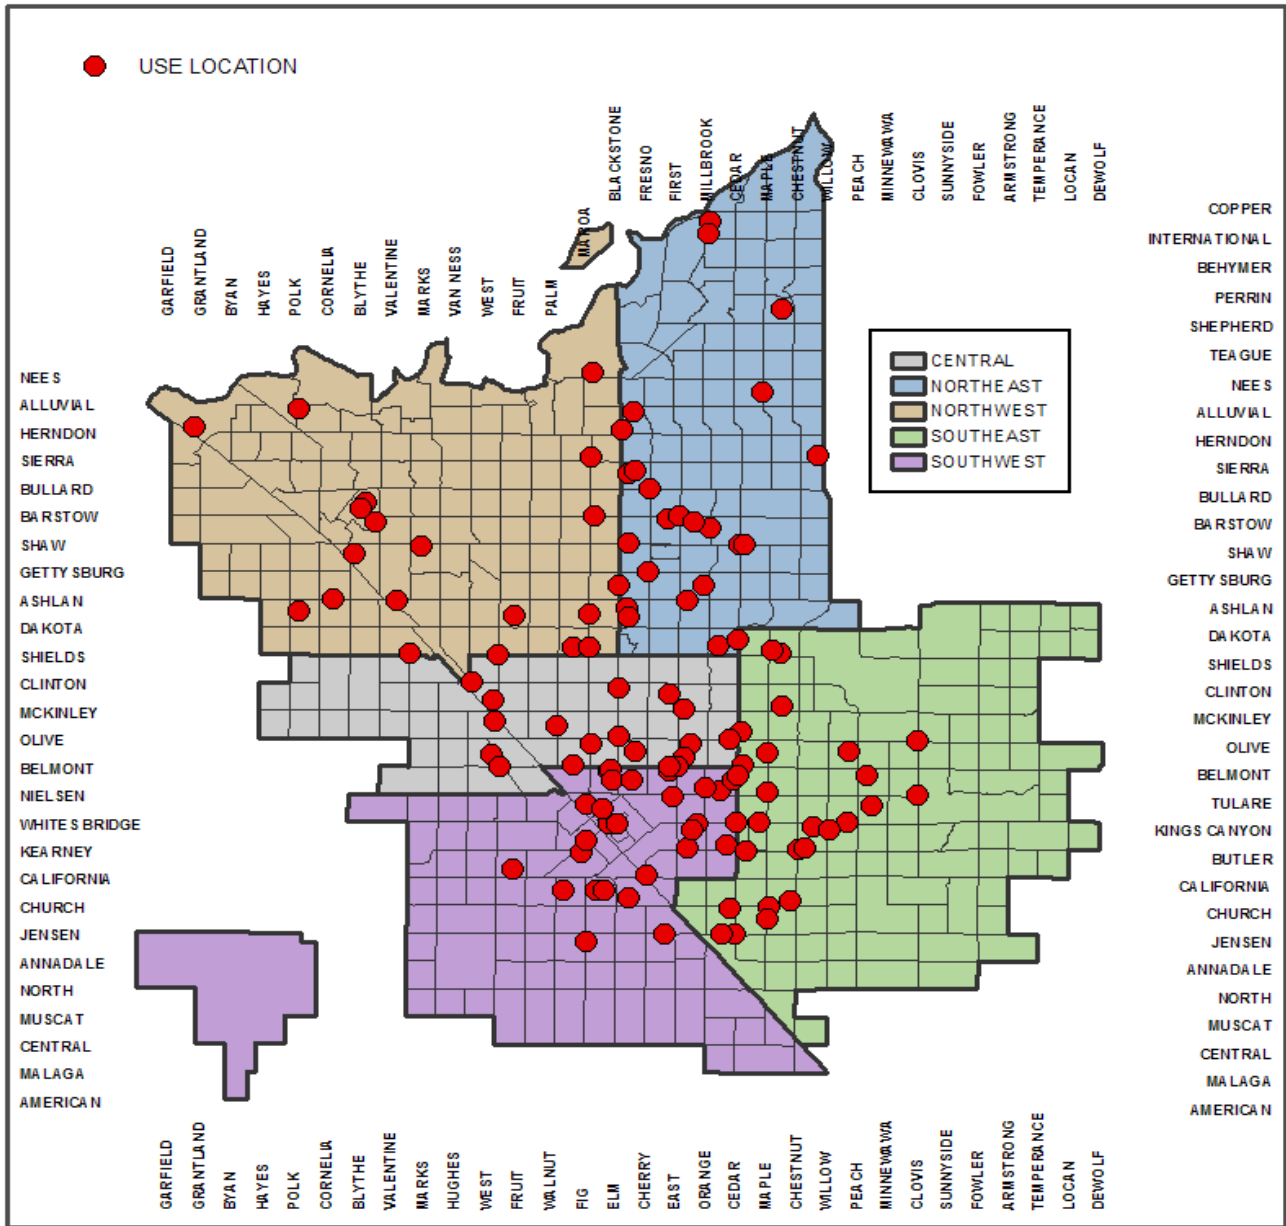 USE LOCATION
BLACKSTONE
FRESNO
FIRST
MILLBROOK
CEDAR
MAPLE
CHESTNUT
WILLOW
PEACH
MINNEWAWA
CLOVIS
SUNNYSIDE
FOWLER
ARMSTRONG
TEMPERANCE
LOCAN
DEWOLF
GARFIELD
GRANTLAND
BYAN
HAYES
POLK
CORNELIA
BLYTHE
VALENTINE
MARKS
VAN NESS
WEST
FRUIT
PALM
MAROA
COPPER
INTERNATIONAL
BEHYMER
PERRIN
SHEPHERD
TEAGUE
NEES
ALLUVIAL
HERNDON
SIERRA
BULLARD
BARSTOW
SHAW
GETTYSBURG
ASHLAN
DAKOTA
SHIELDS
CLINTON
MCKINLEY
OLIVE
BELMONT
TULARE
KINGS CANYON
BUTLER
CALIFORNIA
CHURCH
JENSEN
ANNADALE
NORTH
MUSCAT
CENTRAL
MALAGA
AMERICAN
CENTRAL
NORTHEAST
NORTHWEST
SOUTHEAST
SOUTHWEST
NEES
ALLUVIAL
HERNDON
SIERRA
BULLARD
BARSTOW
SHAW
GETTYSBURG
ASHLAN
DAKOTA
SHIELDS
CLINTON
MCKINLEY
OLIVE
BELMONT
NIELSEN
WHITESBRIDGE
KEARNEY
CALIFORNIA
CHURCH
JENSEN
ANNADALE
NORTH
MUSCAT
CENTRAL
MALAGA
AMERICAN
GARFIELD
GRANTLAND
BYAN
HAYES
POLK
CORNELIA
BLYTHE
VALENTINE
MARKS
HUGHES
WEST
FRUIT
WALNUT
FIG
ELM
CHERRY
EAST
ORANGE
CEDAR
MAPLE
CHESTNUT
WILLOW
PEACH
MINNEWAWA
CLOVIS
SUNNYSIDE
FOWLER
ARMSTRONG
TEMPERANCE
LOCAN
DEWOLF